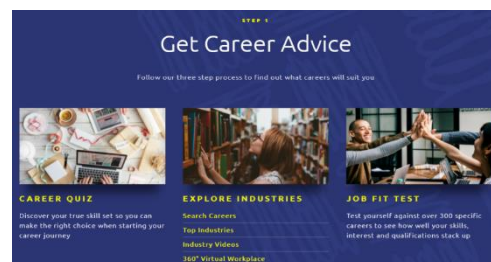 STEP 1
Get Career Advice
Follow our three step process to find out what careers will suit you
CAREER QUIZ
Discover your true skill set so you can
make the right choice when starting your
career journey
EXPLORE INDUSTRIES
Search Careers
Top Industries
Industry Videos
360° Virtual Workplace
JOB FIT TEST
Test yourself against over 300 specific
careers to see how well your skills,
interest and qualifications stack up